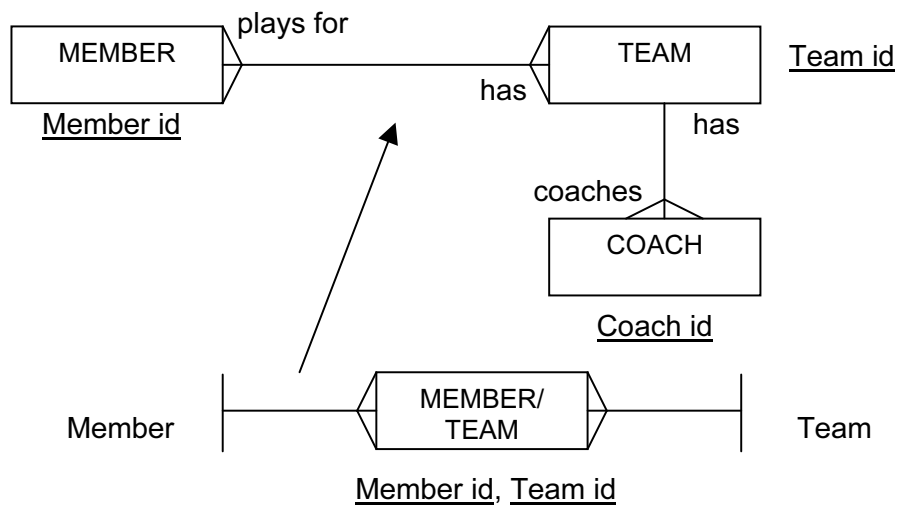 plays for
MEMBER
TEAM
Team id
has
Member id
has
coaches
COACH
Coach id
MEMBER/
TEAM
Member
Team
Member id, Team id